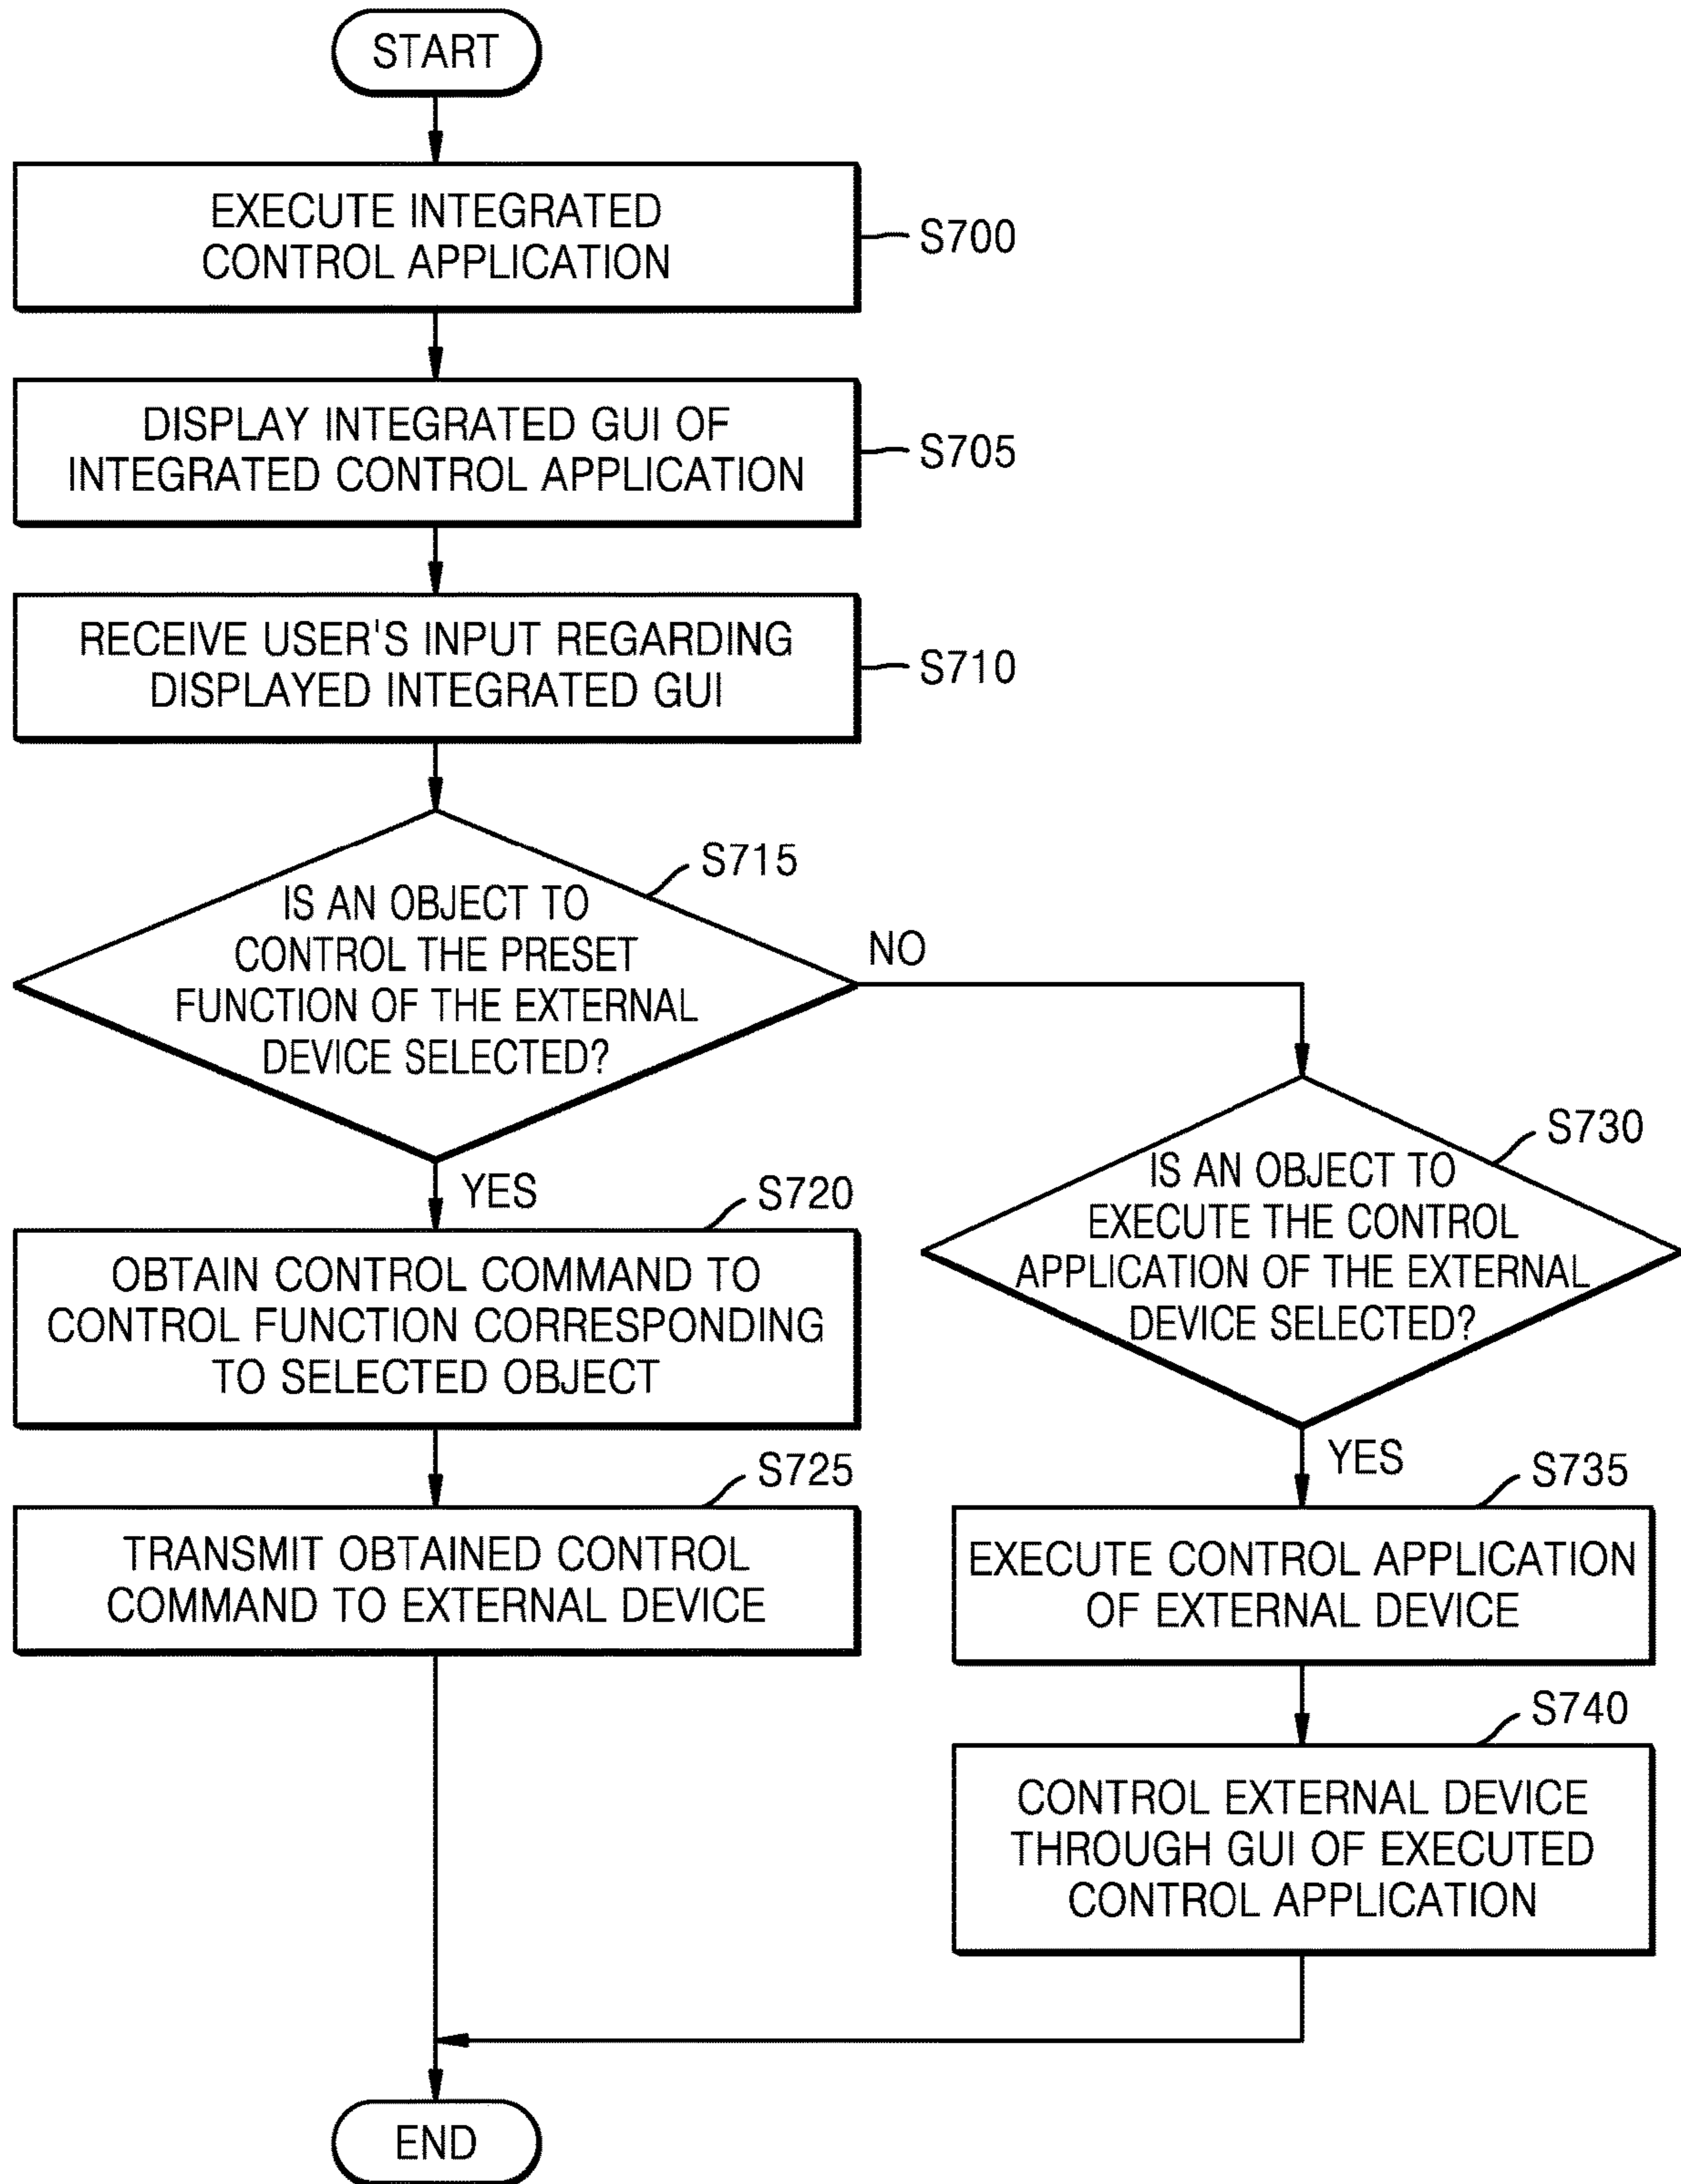 START
EXECUTE INTEGRATED
CONTROL APPLICATION
S700
DISPLAY INTEGRATED GUI OF
INTEGRATED CONTROL APPLICATION
S705
RECEIVE USER'S INPUT REGARDING
DISPLAYED INTEGRATED GUI
S710
S715
IS AN OBJECT TO
CONTROL THE PRESET
FUNCTION OF THE EXTERNAL
DEVICE SELECTED?
NO
YES
S720
OBTAIN CONTROL COMMAND TO
CONTROL FUNCTION CORRESPONDING
TO SELECTED OBJECT
S725
TRANSMIT OBTAINED CONTROL
COMMAND TO EXTERNAL DEVICE
S730
IS AN OBJECT TO
EXECUTE THE CONTROL
APPLICATION OF THE EXTERNAL
DEVICE SELECTED?
YES
S735
EXECUTE CONTROL APPLICATION
OF EXTERNAL DEVICE
S740
CONTROL EXTERNAL DEVICE
THROUGH GUI OF EXECUTED
CONTROL APPLICATION
END